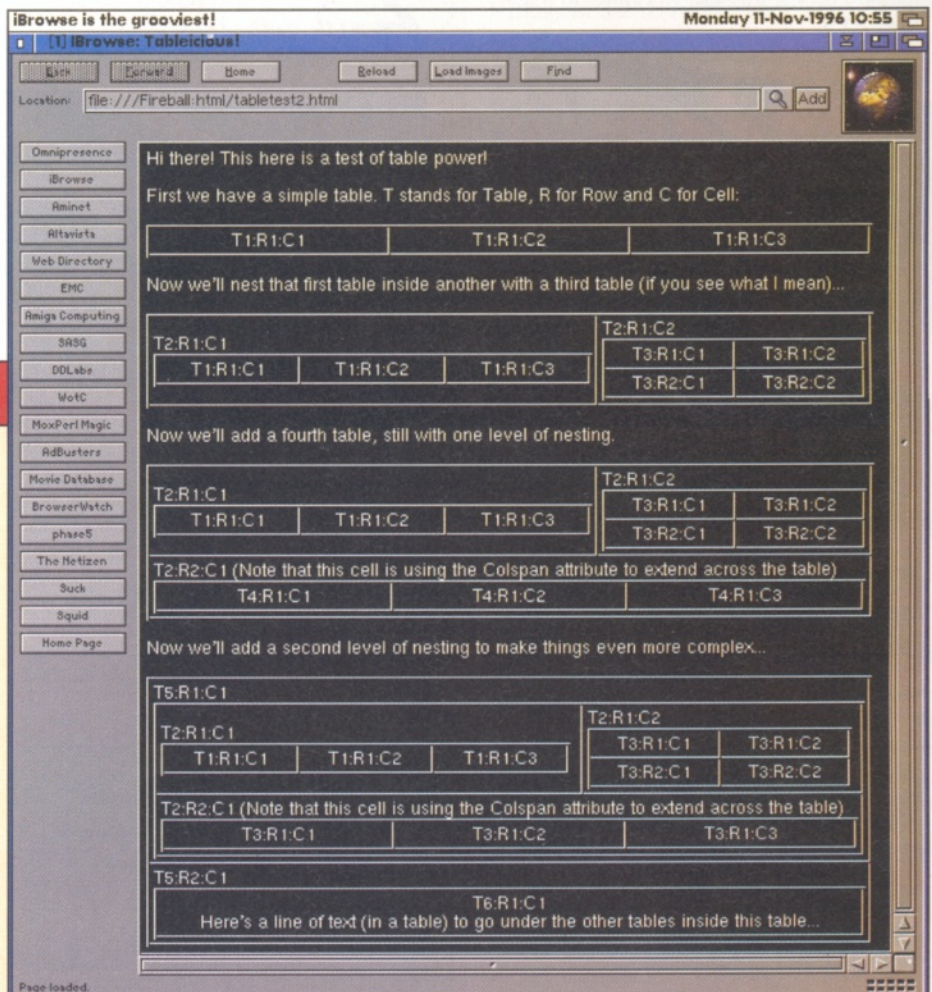 iBrowse is the grooviest! Monday 11-Nov-1996 10:55
[1] IBrowse: Tableicious!
Back Forward Home Reload Load Images Find
Location: file:///Fireball:html/tabletest2.html Add
Omnipresence
iBrowse
Aminet
Altavista
Web Directory
EMC
Amiga Computing
SASG
DDLabs
WotC
MoxPerl Magic
AdBusters
Movie Database
BrowserWatch
phase5
The Netizen
Suck
Squid
Home Page
Hi there! This here is a test of table power!
First we have a simple table. T stands for Table, R for Row and C for Cell:
T1:R1:C1 T1:R1:C2 T1:R1:C3
Now we'll nest that first table inside another with a third table (if you see what I mean)...
T2:R1:C1
T1:R1:C1 T1:R1:C2 T1:R1:C3
T2:R1:C2
T3:R1:C1 T3:R1:C2
T3:R2:C1 T3:R2:C2
Now we'll add a fourth table, still with one level of nesting.
T2:R1:C1
T1:R1:C1 T1:R1:C2 T1:R1:C3
T2:R1:C2
T3:R1:C1 T3:R1:C2
T3:R2:C1 T3:R2:C2
T2:R2:C1 (Note that this cell is using the Colspan attribute to extend across the table)
T4:R1:C1 T4:R1:C2 T4:R1:C3
Now we'll add a second level of nesting to make things even more complex...
T5:R1:C1
T2:R1:C1
T1:R1:C1 T1:R1:C2 T1:R1:C3
T2:R1:C2
T3:R1:C1 T3:R1:C2
T3:R2:C1 T3:R2:C2
T2:R2:C1 (Note that this cell is using the Colspan attribute to extend across the table)
T3:R1:C1 T3:R1:C2 T3:R1:C3
T5:R2:C1
T6:R1:C1
Here's a line of text (in a table) to go under the other tables inside this table...
Page loaded.